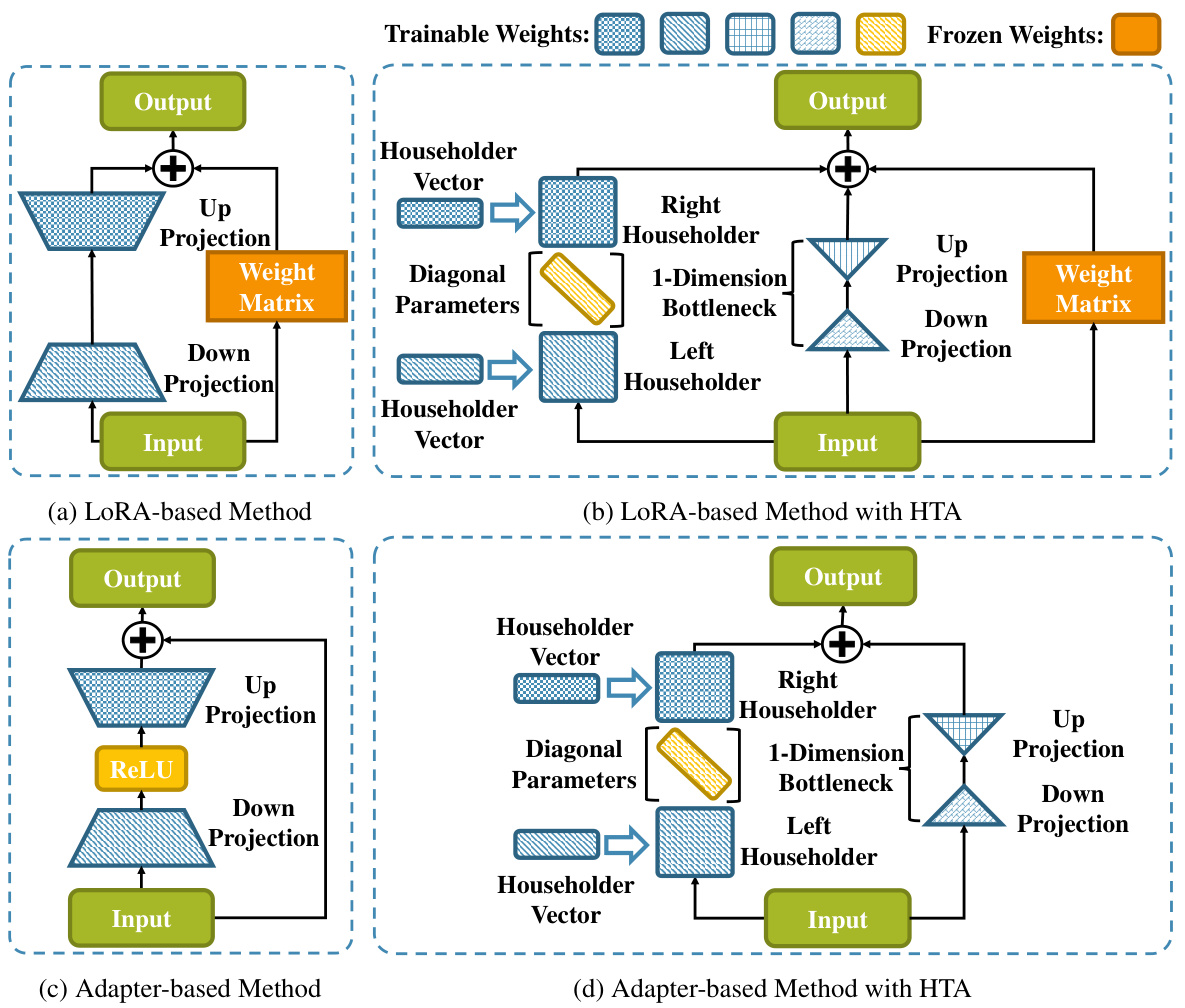 Trainable Weights:
Frozen Weights:
Output
Up
Projection
Weight
Matrix
Down
Projection
Input
(a) LoRA-based Method
Output
Householder
Vector
Right
Householder
Diagonal
Parameters
1-Dimension
Bottleneck
Up
Projection
Weight
Matrix
Down
Projection
Left
Householder
Householder
Vector
Input
(b) LoRA-based Method with HTA
Output
Up
Projection
ReLU
Down
Projection
Input
(c) Adapter-based Method
Output
Householder
Vector
Right
Householder
Diagonal
Parameters
1-Dimension
Bottleneck
Up
Projection
Down
Projection
Left
Householder
Householder
Vector
Input
(d) Adapter-based Method with HTA